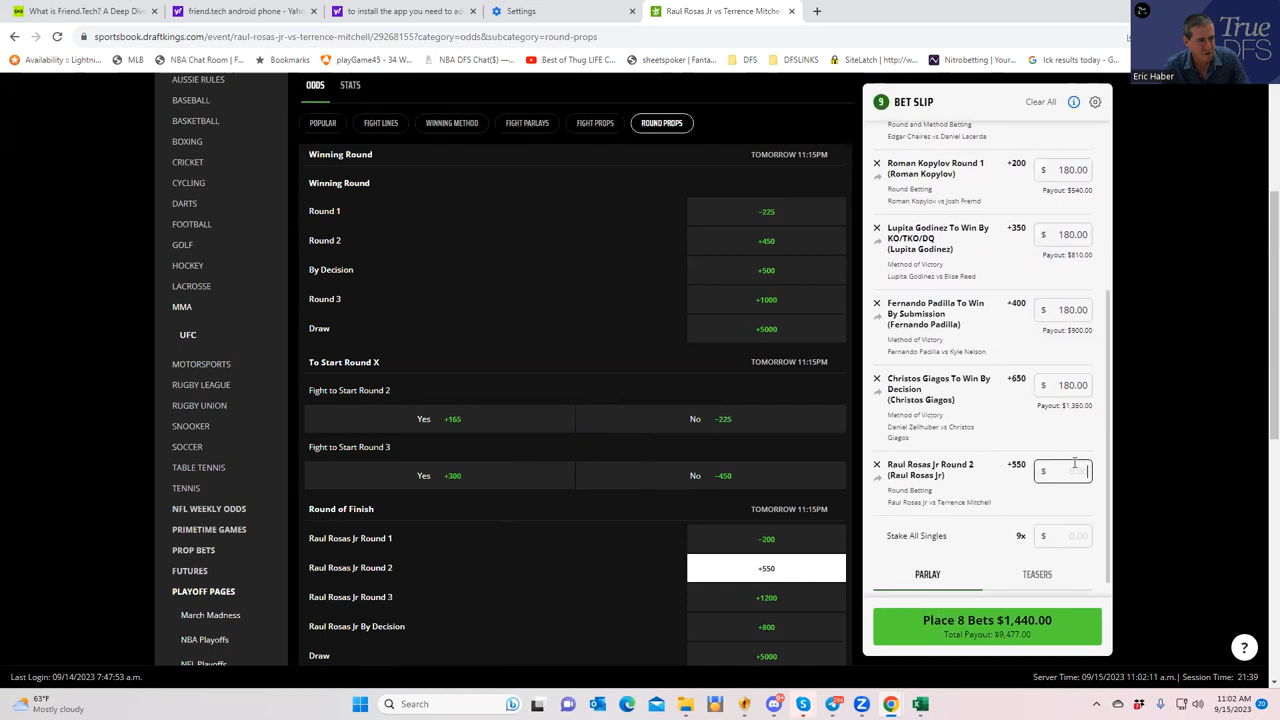 What is Friend.Tech? A Deep Dive
friend.tech android phone - Yaho
to install the app you need to ad
Settings
Raul Rosas Jr vs Terrence Mitchel
sportsbook.draftkings.com/event/raul-rosas-jr-vs-terrence-mitchell/29268155?category=odds&subcategory=round-props
Availability :: Lightni...
MLB
NBA Chat Room ( F...
Bookmarks
playGame45 - 34 W...
NBA DFS Chat($) —...
Best of Thug LIFE C...
sheetspoker | Fanta...
DFS
DFSLINKS
SiteLatch | http://w...
Nitrobetting | Your...
lck results today - G...
True
DFS
Eric Haber
AUSSIE RULES
BASEBALL
BASKETBALL
BOXING
CRICKET
CYCLING
DARTS
FOOTBALL
GOLF
HOCKEY
LACROSSE
MMA
UFC
MOTORSPORTS
RUGBY LEAGUE
RUGBY UNION
SNOOKER
SOCCER
TABLE TENNIS
TENNIS
NFL WEEKLY ODDS
PRIMETIME GAMES
PROP BETS
FUTURES
PLAYOFF PAGES
March Madness
NBA Playoffs
NFL Playoffs
ODDS STATS
POPULAR FIGHT LINES WINNING METHOD FIGHT PARLAYS FIGHT PROPS ROUND PROPS
Winning Round TOMORROW 11:15PM
Winning Round
Round 1 −225
Round 2 +450
By Decision +500
Round 3 +1000
Draw +5000
To Start Round X TOMORROW 11:15PM
Fight to Start Round 2
Yes +165 No −225
Fight to Start Round 3
Yes +300 No −450
Round of Finish TOMORROW 11:15PM
Raul Rosas Jr Round 1 −200
Raul Rosas Jr Round 2 +550
Raul Rosas Jr Round 3 +1200
Raul Rosas Jr By Decision +800
Draw +5000
9 BET SLIP Clear All
Round and Method Betting
Edgar Chairez vs Daniel Lacerda
Roman Kopylov Round 1 +200 $ 180.00
(Roman Kopylov)
Round Betting Payout: $540.00
Roman Kopylov vs Josh Fremd
Lupita Godinez To Win By +350 $ 180.00
KO/TKO/DQ
(Lupita Godinez) Payout: $810.00
Method of Victory
Lupita Godinez vs Elise Reed
Fernando Padilla To Win +400 $ 180.00
By Submission
(Fernando Padilla) Payout: $900.00
Method of Victory
Fernando Padilla vs Kyle Nelson
Christos Giagos To Win By +650 $ 180.00
Decision
(Christos Giagos) Payout: $1,350.00
Method of Victory
Daniel Zellhuber vs Christos
Giagos
Raul Rosas Jr Round 2 +550 $
(Raul Rosas Jr)
Round Betting
Raul Rosas Jr vs Terrence Mitchell
Stake All Singles 9x $ 0.00
PARLAY TEASERS
Place 8 Bets $1,440.00
Total Payout: $9,477.00
?
Last Login: 09/14/2023 7:47:53 a.m.
Server Time: 09/15/2023 11:02:11 a.m.| Session Time: 21:39
63°F
Mostly cloudy
Search
11:02 AM
9/15/2023
20